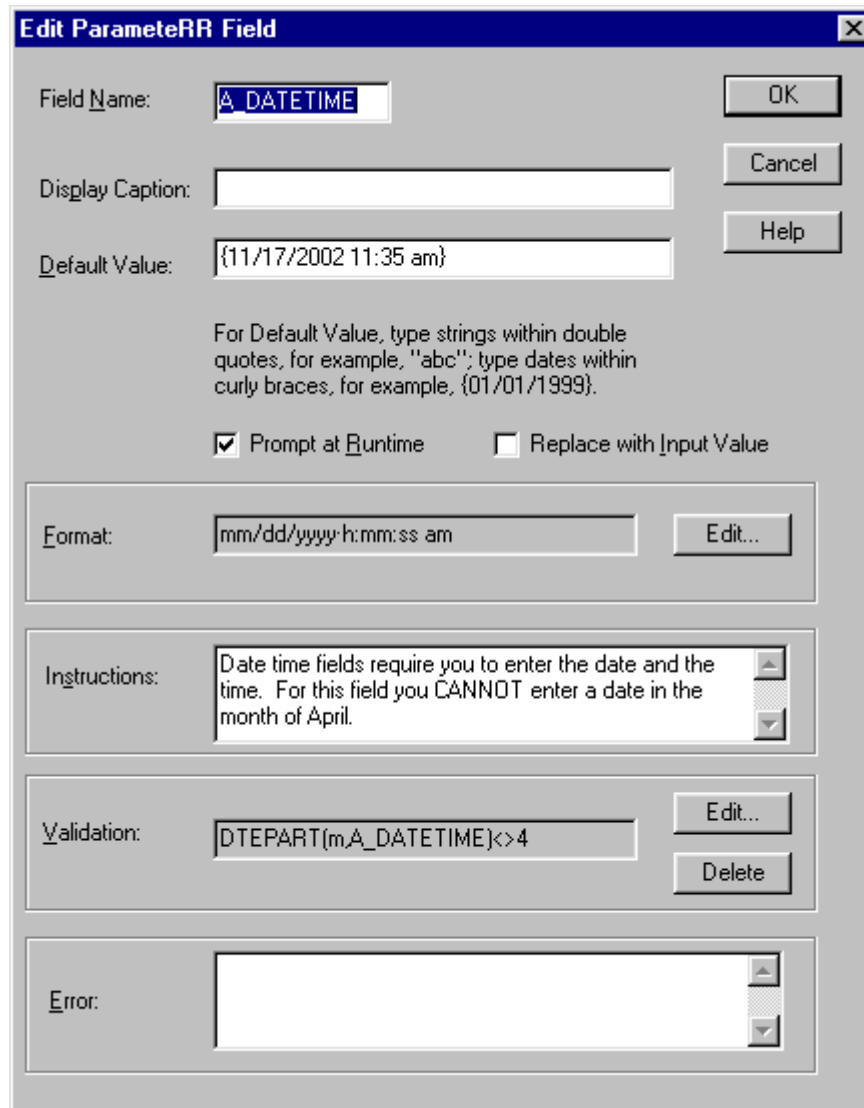 Edit ParameteRR Field
Field Name:
A_DATETIME
OK
Display Caption:
Cancel
Default Value:
{11/17/2002 11:35 am}
Help
For Default Value, type strings within double
quotes, for example, "abc"; type dates within
curly braces, for example, {01/01/1999}.
Prompt at Runtime
Replace with Input Value
Format:
mm/dd/yyyy·h:mm:ss am
Edit...
Instructions:
Date time fields require you to enter the date and the
time.  For this field you CANNOT enter a date in the
month of April.
Validation:
DTEPART(m,A_DATETIME)<>4
Edit...
Delete
Error: